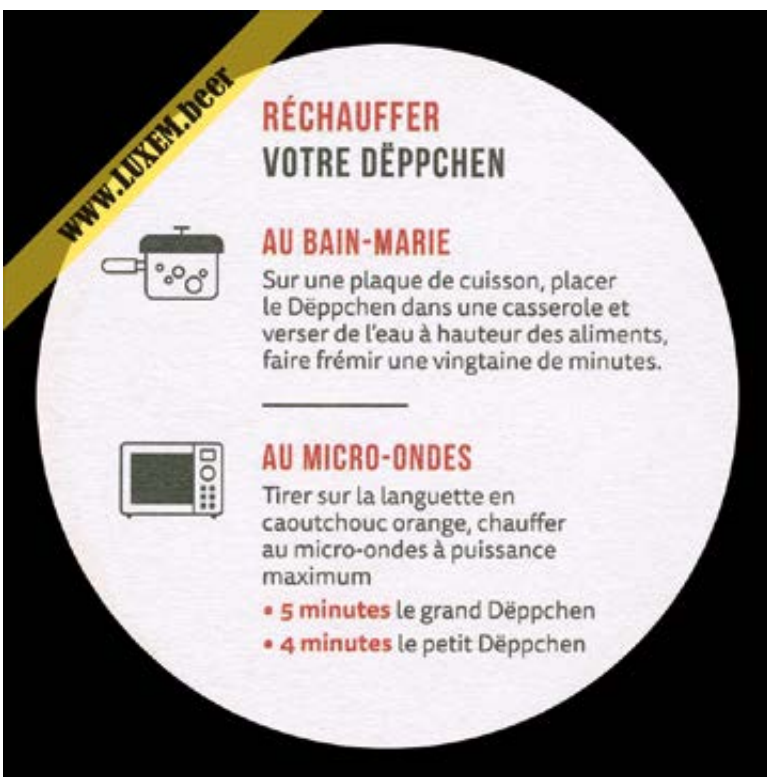 www.LUXEM.beer
RÉCHAUFFER
VOTRE DËPPCHEN
AU BAIN-MARIE
Sur une plaque de cuisson, placer
le Dëppchen dans une casserole et
verser de l'eau à hauteur des aliments,
faire frémir une vingtaine de minutes.
AU MICRO-ONDES
Tirer sur la languette en
caoutchouc orange, chauffer
au micro-ondes à puissance
maximum
• 5 minutes le grand Dëppchen
• 4 minutes le petit Dëppchen